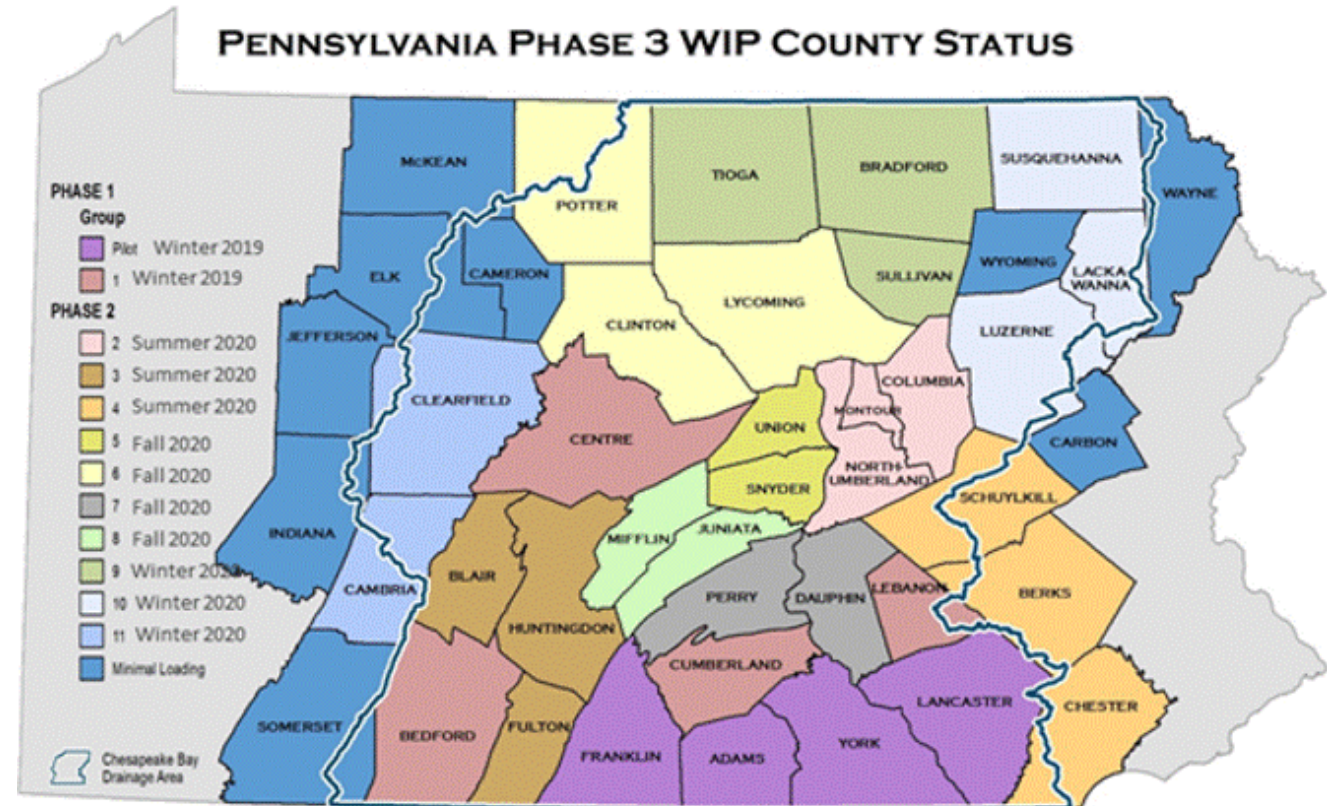 PENNSYLVANIA PHASE 3 WIP COUNTY STATUS
PHASE 1
Group
Pilot Winter 2019
1 Winter 2019
PHASE 2
2 Summer 2020
3 Summer 2020
4 Summer 2020
5 Fall 2020
6 Fall 2020
7 Fall 2020
8 Fall 2020
9 Winter 2020
10 Winter 2020
11 Winter 2020
Minimal Loading
Chesapeake Bay
Drainage Area
MCKEAN
POTTER
TIOGA
BRADFORD
SUSQUEHANNA
WAYNE
ELK
CAMERON
SULLIVAN
WYOMING
LACKA
WANNA
LYCOMING
CLINTON
LUZERNE
JEFFERSON
CLEARFIELD
COLUMBIA
MONTOUR
UNION
CENTRE
CARBON
NORTH-
UMBERLAND
SNYDER
SCHUYLKILL
INDIANA
MIFFLIN
JUNIATA
CAMBRIA
BLAIR
PERRY
DAUPHIN
LEBANON
BERKS
HUNTINGDON
CUMBERLAND
LANCASTER
CHESTER
SOMERSET
BEDFORD
FULTON
FRANKLIN
ADAMS
YORK